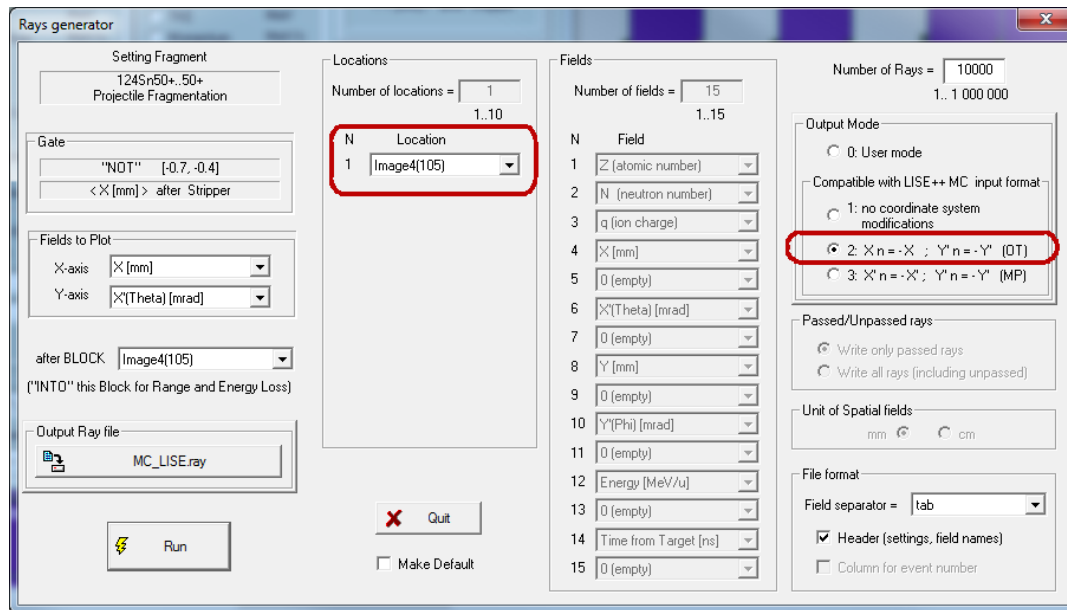 Rays generator
Setting Fragment
124Sn50+..50+
Projectile Fragmentation
Gate
"NOT" [-0.7, -0.4]
< X [mm] > after Stripper
Fields to Plot
X-axis X [mm]
Y-axis X'(Theta) [mrad]
after BLOCK Image4(105)
("INTO" this Block for Range and Energy Loss)
Output Ray file
MC_LISE.ray
Run
Locations
Number of locations = 1
1..10
N Location
1 Image4(105)
Quit
Make Default
Fields
Number of fields = 15
1..15
N Field
1 Z (atomic number)
2 N (neutron number)
3 q (ion charge)
4 X [mm]
5 0 (empty)
6 X'(Theta) [mrad]
7 0 (empty)
8 Y [mm]
9 0 (empty)
10 Y'(Phi) [mrad]
11 0 (empty)
12 Energy [MeV/u]
13 0 (empty)
14 Time from Target [ns]
15 0 (empty)
Number of Rays = 10000
1.. 1 000 000
Output Mode
0: User mode
Compatible with LISE++ MC input format
1: no coordinate system
modifications
2: X n = -X ; Y' n = -Y' (OT)
3: X' n = -X' ; Y' n = -Y' (MP)
Passed/Unpassed rays
Write only passed rays
Write all rays (including unpassed)
Unit of Spatial fields
mm cm
File format
Field separator = tab
Header (settings, field names)
Column for event number